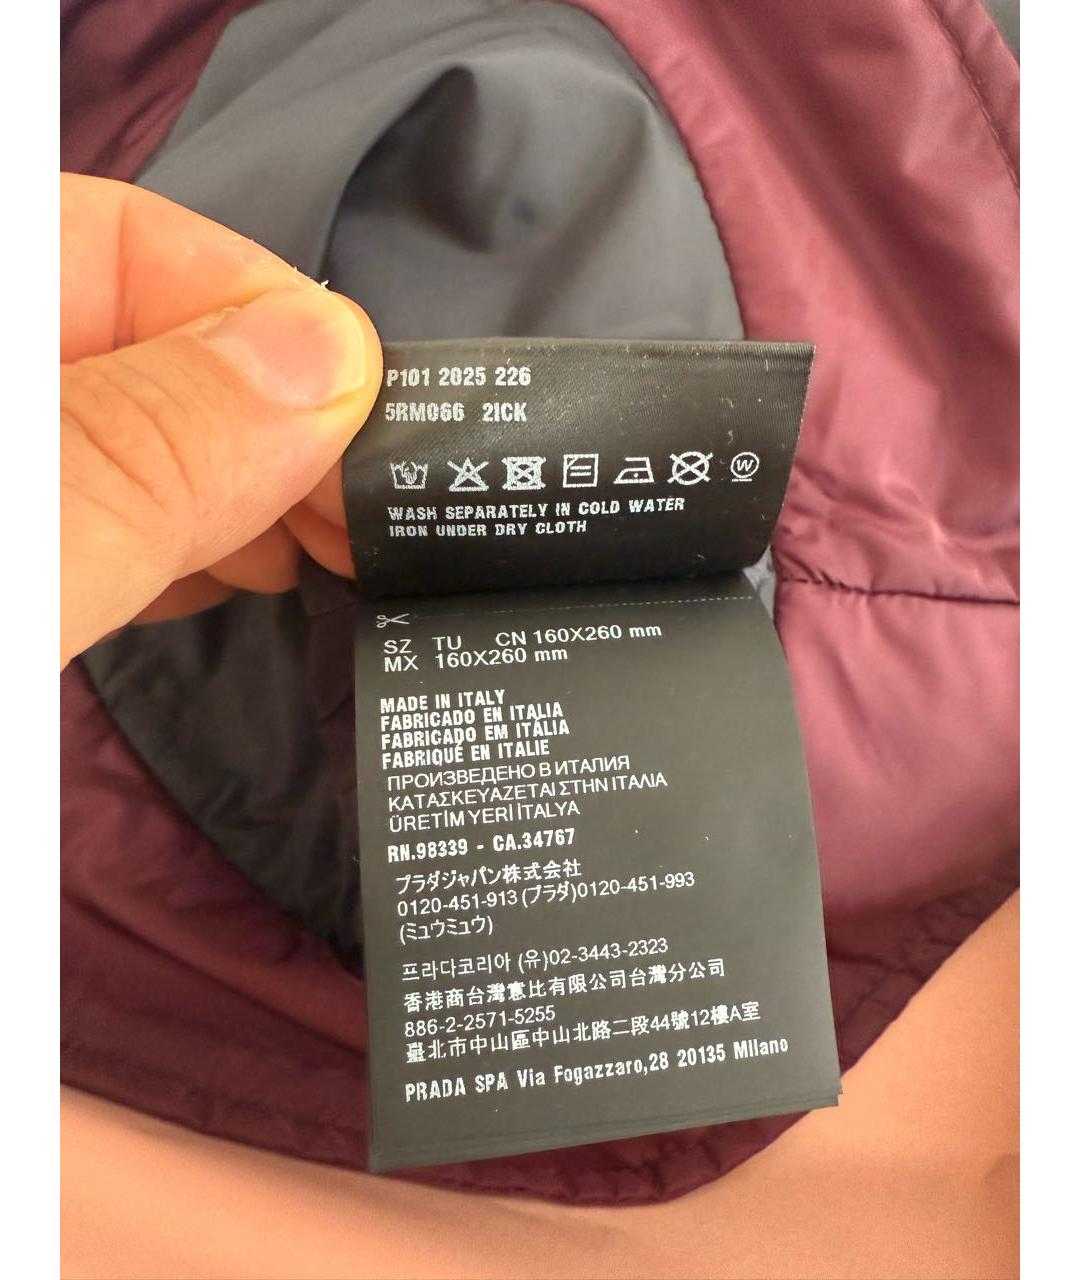 P101 2025 226
5RM066 2ICK
W
WASH SEPARATELY IN COLD WATER
IRON UNDER DRY CLOTH
SZ TU CN 160X260 mm
MX 160X260 mm
MADE IN ITALY
FABRICADO EN ITALIA
FABRICADO EM ITÁLIA
FABRIQUÉ EN ITALIE
ПРОИЗВЕДЕНО В ИТАЛИЯ
ΚΑΤΑΣΚΕΥΑΖΕΤΑΙ ΣΤΗΝ ΙΤΑΛΙΑ
ÜRETİM YERİ İTALYA
RN.98339 - CA.34767
プラダジャパン株式会社
0120-451-913 (プラダ)0120-451-993
(ミュウミュウ)
프라다코리아 (유)02-3443-2323
香港商台灣憲比有限公司台灣分公司
886-2-2571-5255
臺北市中山區中山北路二段44號12樓A室
PRADA SPA Via Fogazzaro,28 20135 Milano